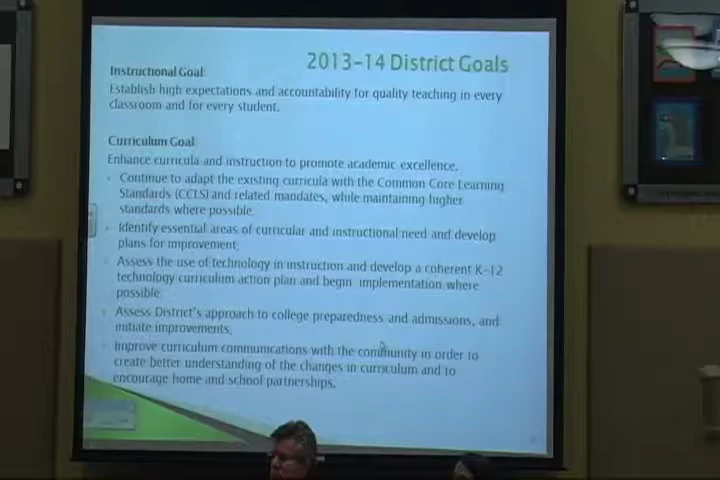 2013-14 District Goals
Instructional Goal
Establish high expectations and accountability for quality teaching in every
classroom and for every student.
Curriculum Goal
Enhance curricula and instruction to promote academic excellence.
Continue to adapt the existing curricula with the Common Core Learning
Standards (CCLS) and related mandates, while maintaining higher
standards where possible.
Identify essential areas of curricular and instructional need and develop
plans for improvement.
Assess the use of technology in instruction and develop a coherent K-12
technology curriculum action plan and begin implementation where
possible.
Assess District's approach to college preparedness and admissions, and
initiate improvements.
Improve curriculum communications with the community in order to
create better understanding of the changes in curriculum and to
encourage home and school partnerships.